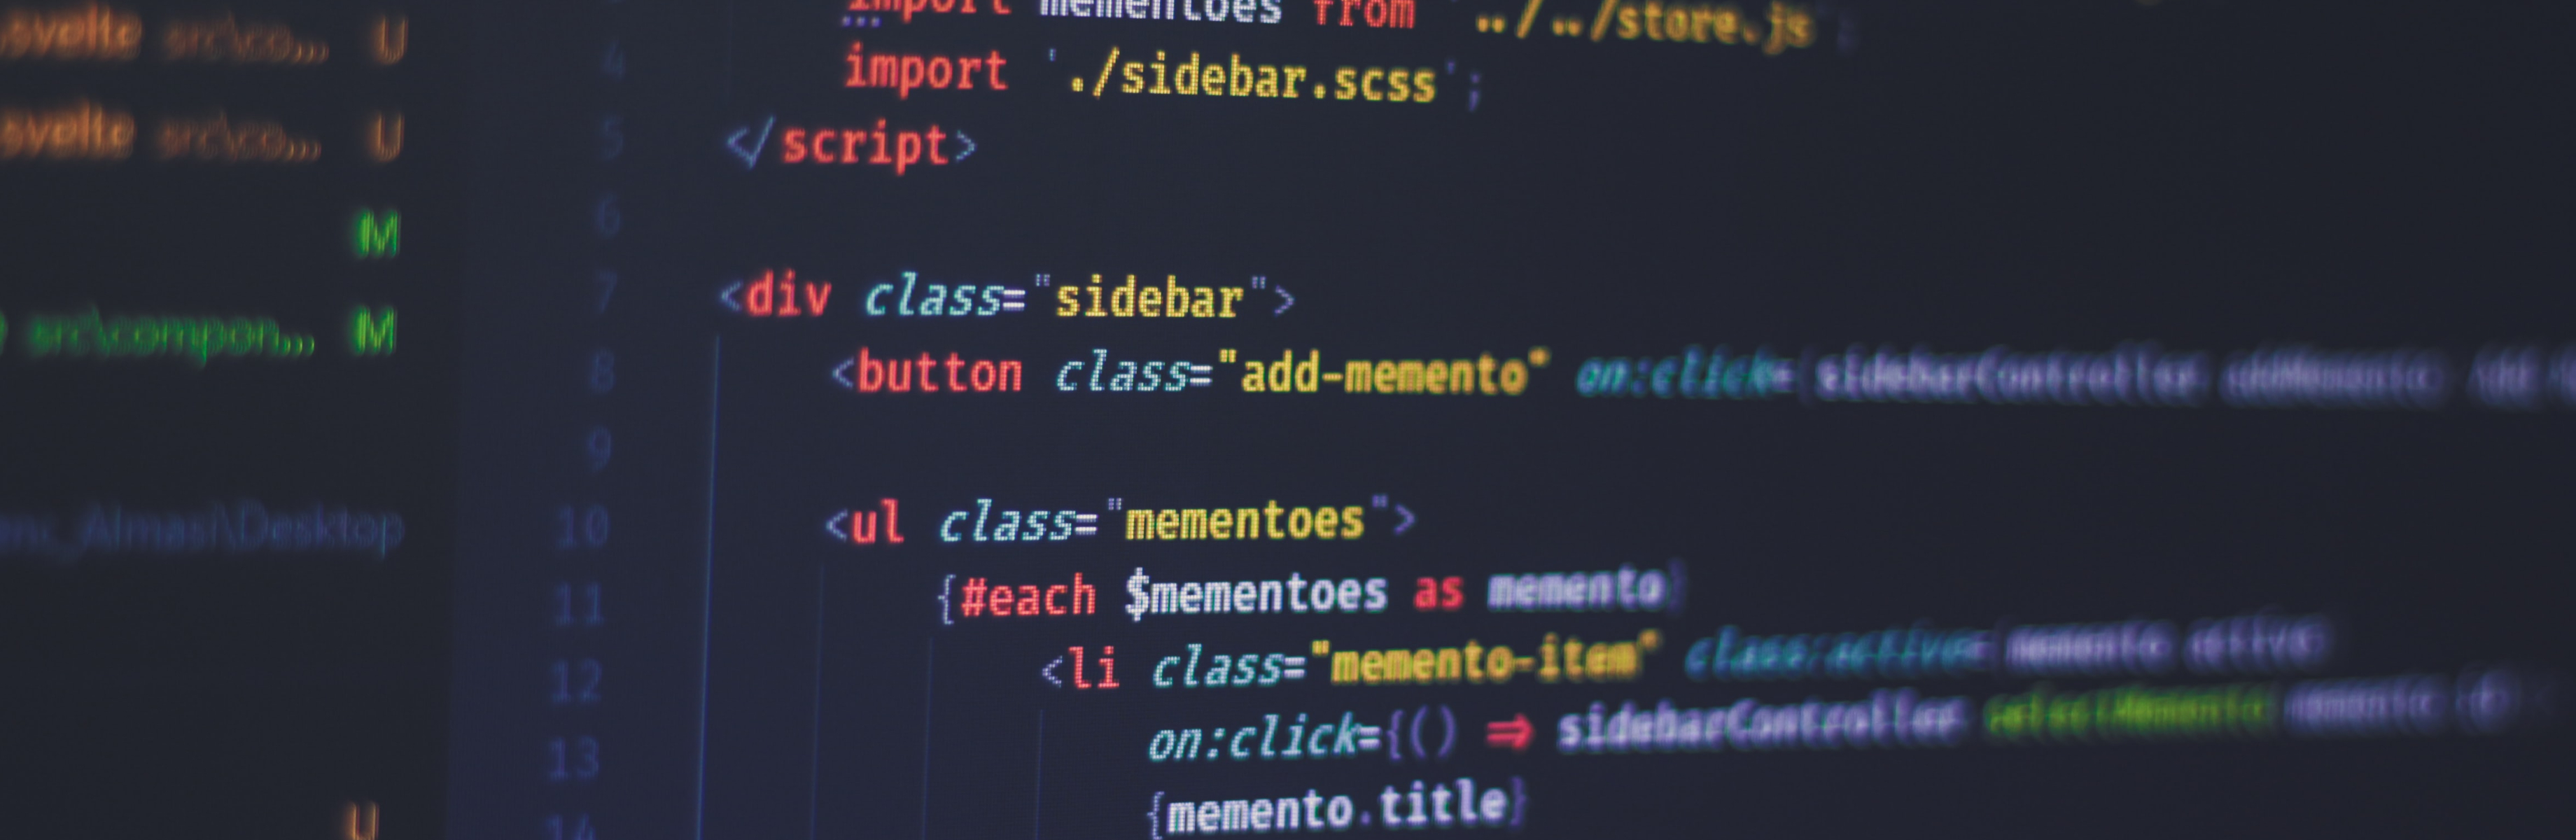 svelte src\co... U
svelte src\co... U
M
src\compon... M
Almasi\Desktop
U
import mementoes from '../../store.js';
4 import './sidebar.scss';
5 </script>
6
7 <div class="sidebar">
8 <button class="add-memento" on:click={sidebarController addMemento
9
10 <ul class="mementoes">
11 {#each $mementoes as memento}
12 <li class="memento-item" class:active={memento active
13 on:click={() => sidebarController selectMemento memento id
14 {memento.title}